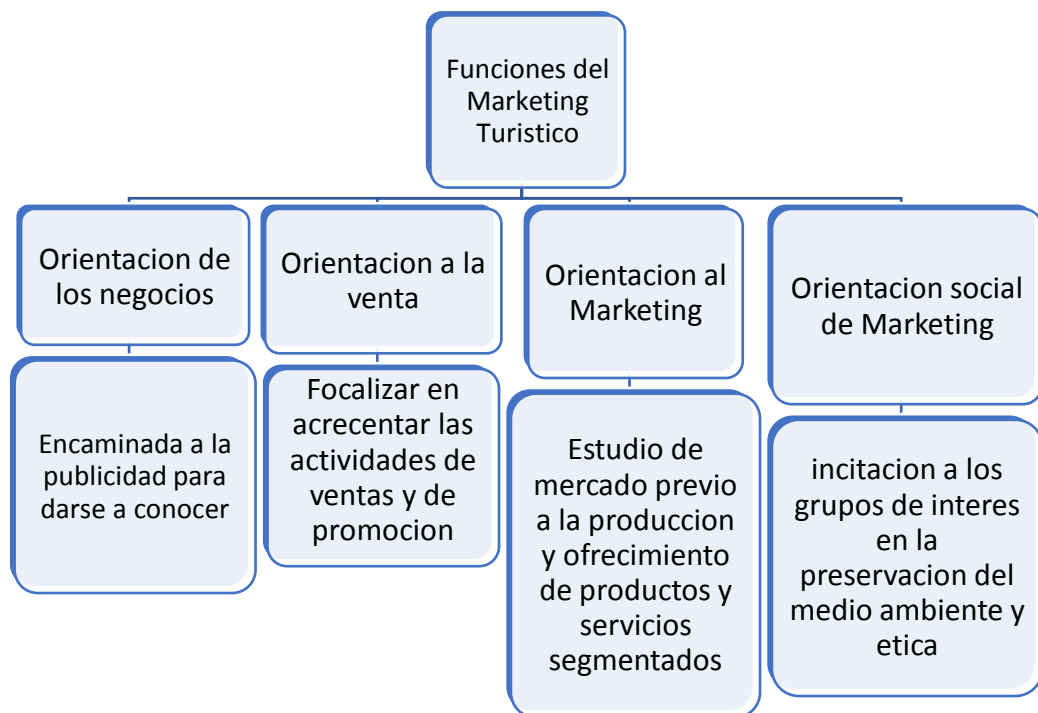 Funciones del
Marketing
Turistico
Orientacion de
los negocios
Encaminada a la
publicidad para
darse a conocer
Orientacion a la
venta
Focalizar en
acrecentar las
actividades de
ventas y de
promocion
Orientacion al
Marketing
Estudio de
mercado previo
a la produccion
y ofrecimiento
de productos y
servicios
segmentados
Orientacion social
de Marketing
incitacion a los
grupos de interes
en la
preservacion del
medio ambiente y
etica